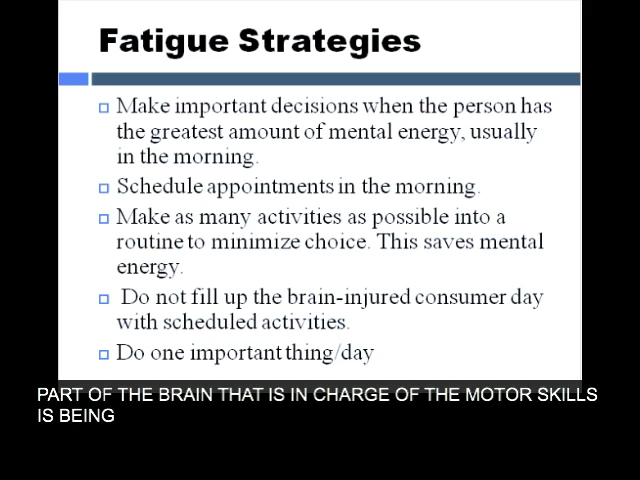 Fatigue Strategies
Make important decisions when the person has
the greatest amount of mental energy, usually
in the morning.
Schedule appointments in the morning.
Make as many activities as possible into a
routine to minimize choice. This saves mental
energy.
Do not fill up the brain-injured consumer day
with scheduled activities.
Do one important thing/day
PART OF THE BRAIN THAT IS IN CHARGE OF THE MOTOR SKILLS
IS BEING